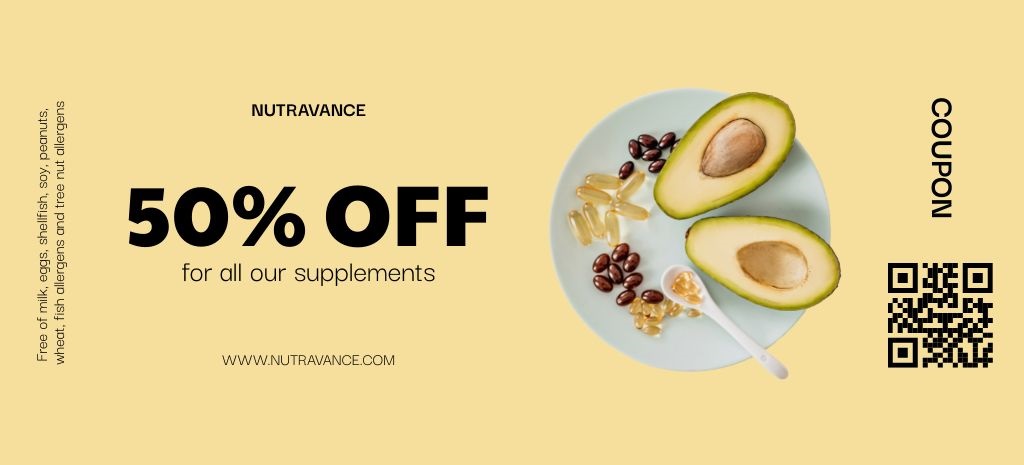 Free of milk, eggs, shellfish, soy, peanuts,
wheat, fish allergens and tree nut allergens
NUTRAVANCE
50% OFF
for all our supplements
WWW.NUTRAVANCE.COM
COUPON